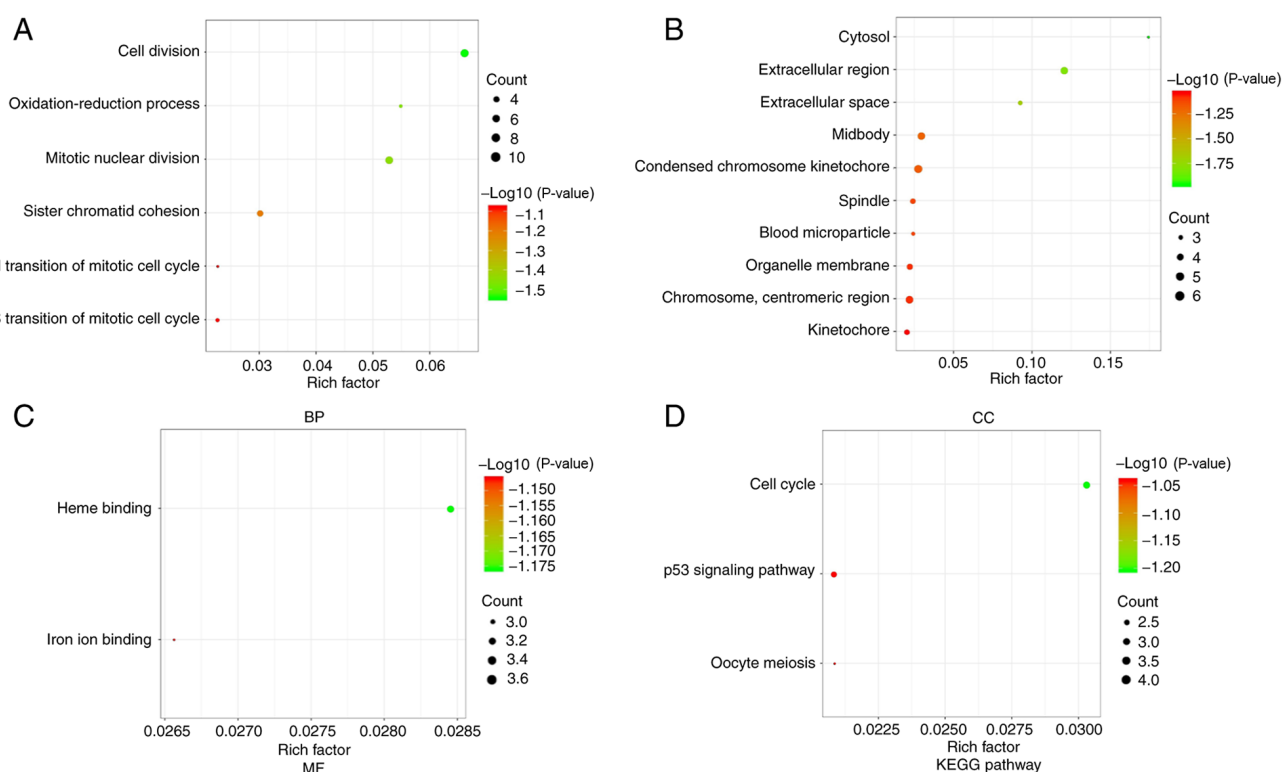 A
Cell division
Oxidation-reduction process
Mitotic nuclear division
Sister chromatid cohesion
transition of mitotic cell cycle
transition of mitotic cell cycle
0.03 0.04 0.05 0.06
Rich factor
Count
4
6
8
10
–Log10 (P-value)
–1.1
–1.2
–1.3
–1.4
–1.5
BP
B
Cytosol
Extracellular region
Extracellular space
Midbody
Condensed chromosome kinetochore
Spindle
Blood microparticle
Organelle membrane
Chromosome, centromeric region
Kinetochore
0.05 0.10 0.15
Rich factor
–Log10 (P-value)
–1.25
–1.50
–1.75
Count
3
4
5
6
CC
C
Heme binding
Iron ion binding
0.0265 0.0270 0.0275 0.0280 0.0285
Rich factor
MF
–Log10 (P-value)
–1.150
–1.155
–1.160
–1.165
–1.170
–1.175
Count
3.0
3.2
3.4
3.6
D
Cell cycle
p53 signaling pathway
Oocyte meiosis
0.0225 0.0250 0.0275 0.0300
Rich factor
KEGG pathway
–Log10 (P-value)
–1.05
–1.10
–1.15
–1.20
Count
2.5
3.0
3.5
4.0